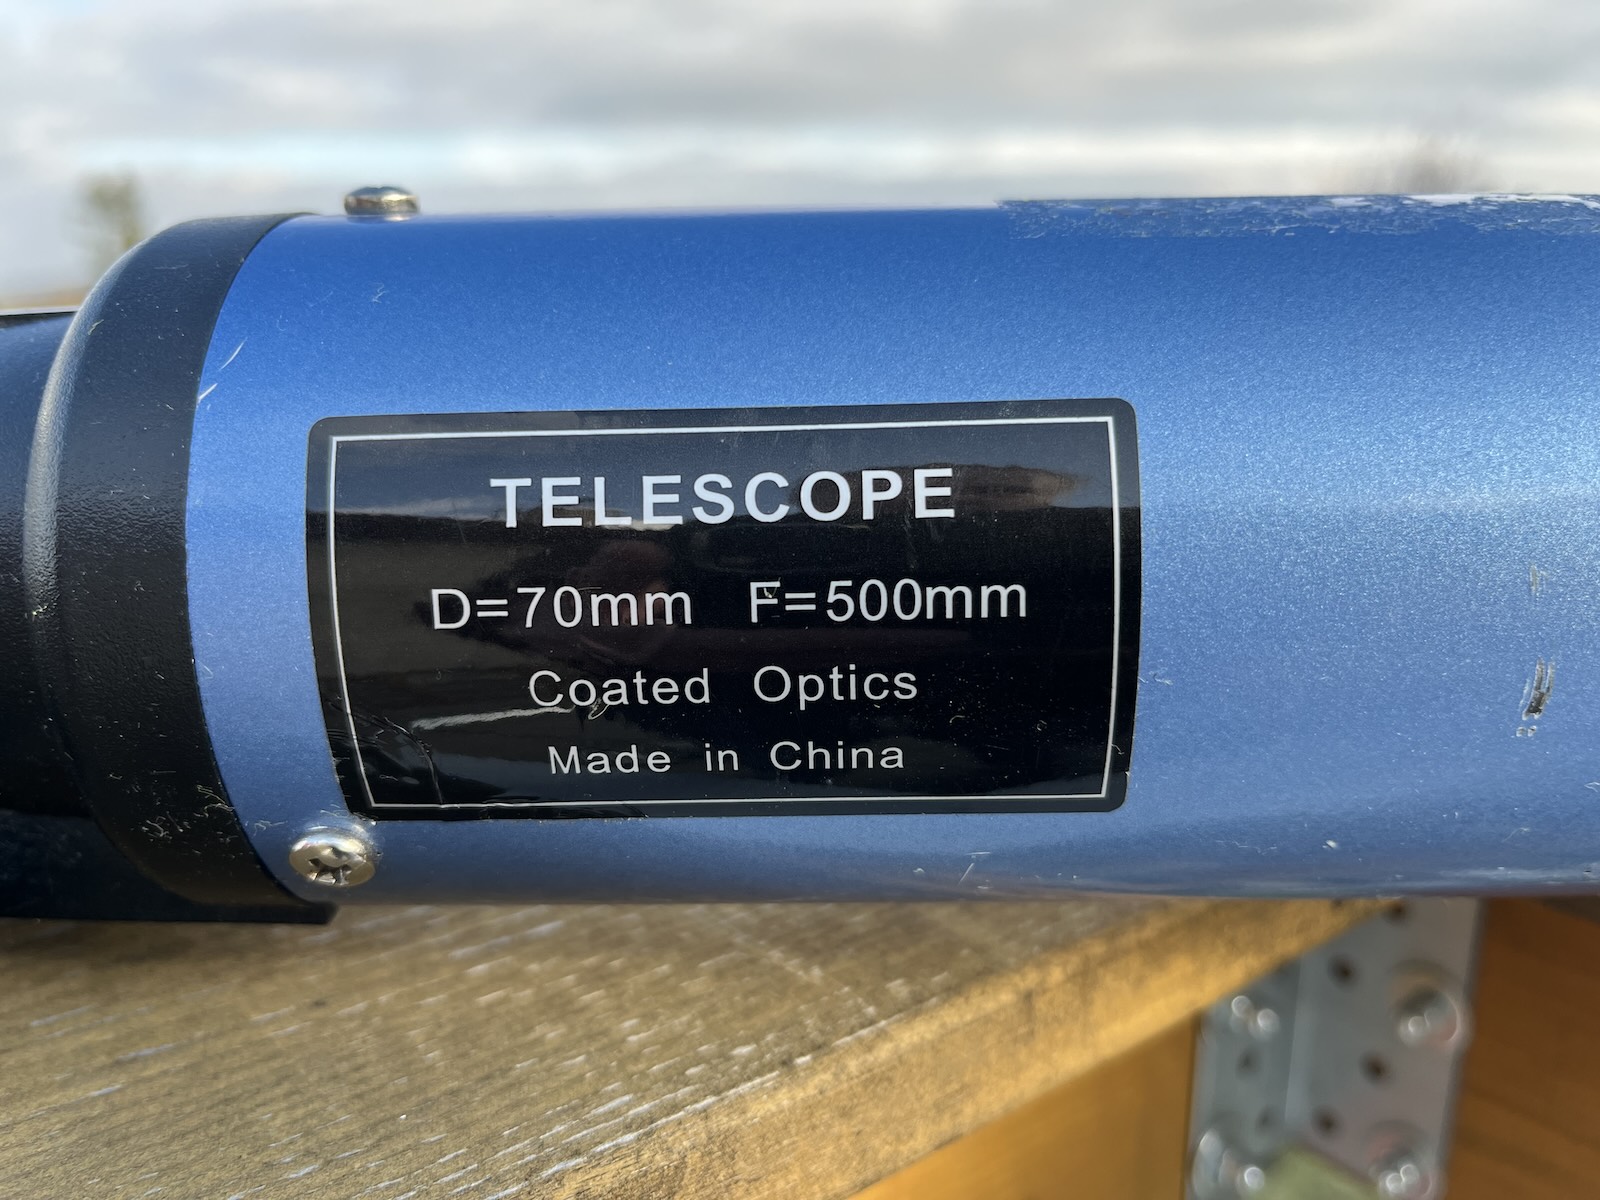 TELESCOPE
D=70mm F=500mm
Coated Optics
Made in China